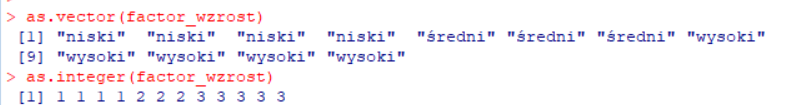 > as.vector(factor_wzrost)
[1] "niski" "niski" "niski" "niski" "średni" "średni" "średni" "wysoki"
[9] "wysoki" "wysoki" "wysoki" "wysoki"
> as.integer(factor_wzrost)
[1] 1 1 1 1 2 2 2 3 3 3 3 3